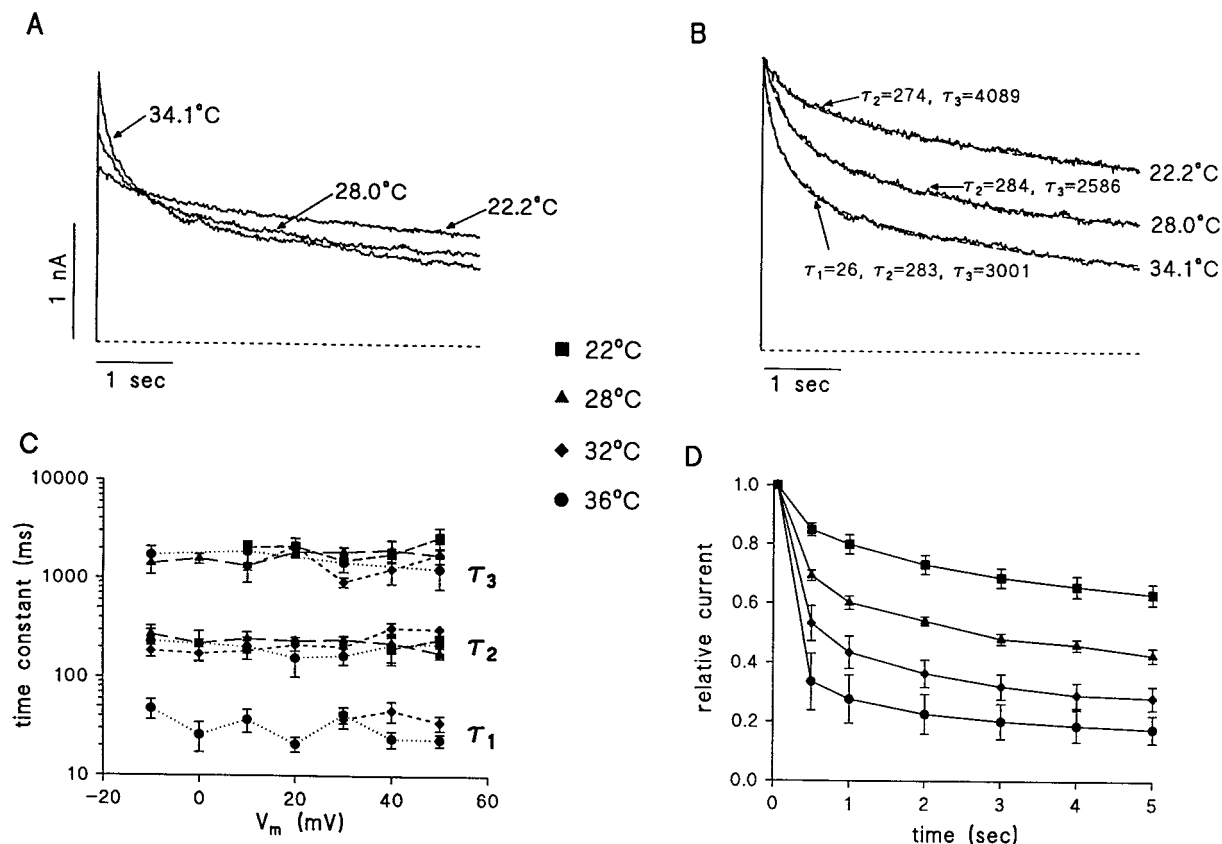 A
34.1°C
28.0°C
22.2°C
1 nA
1 sec
B
τ2=274, τ3=4089
22.2°C
τ2=284, τ3=2586
28.0°C
τ1=26, τ2=283, τ3=3001
34.1°C
1 sec
22°C
28°C
32°C
36°C
C
time constant (ms)
10000
1000
100
10
τ3
τ2
τ1
-20
0
20
40
60
Vm (mV)
D
relative current
1.0
0.8
0.6
0.4
0.2
0.0
0
1
2
3
4
5
time (sec)